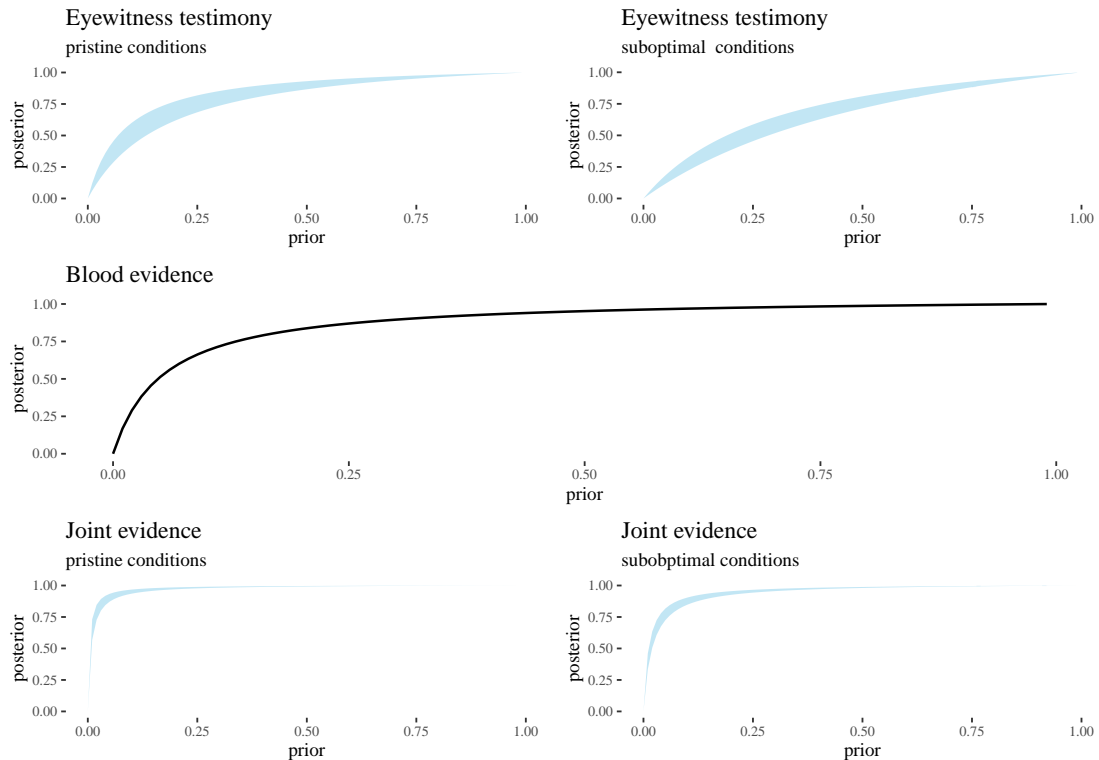 Eyewitness testimony
pristine conditions
1.00
0.75
0.50
0.25
0.00
posterior
0.00 0.25 0.50 0.75 1.00
prior
Eyewitness testimony
suboptimal conditions
1.00
0.75
0.50
0.25
0.00
posterior
0.00 0.25 0.50 0.75 1.00
prior
Blood evidence
1.00
0.75
0.50
0.25
0.00
posterior
0.00 0.25 0.50 0.75 1.00
prior
Joint evidence
pristine conditions
1.00
0.75
0.50
0.25
0.00
posterior
0.00 0.25 0.50 0.75 1.00
prior
Joint evidence
subobptimal conditions
1.00
0.75
0.50
0.25
0.00
posterior
0.00 0.25 0.50 0.75 1.00
prior